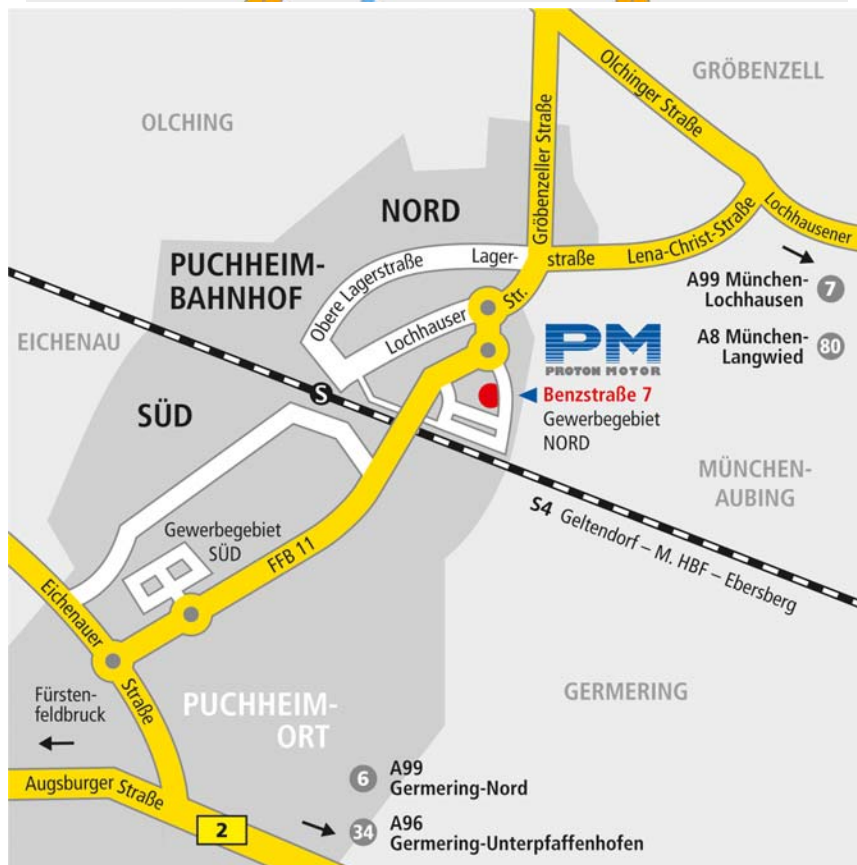 GRÖBENZELL
OLCHING
Olchinger Straße
Gröbenzeller Straße
NORD
Lochhausener
Lager-
straße
Lena-Christ-Straße
PUCHHEIM-
BAHNHOF
Obere Lagerstraße
Lochhauser
Str.
A99 München-
Lochhausen
7
A8 München-
Langwied
80
EICHENAU
PM
PROTON MOTOR
Benzstraße 7
Gewerbegebiet
NORD
S
SÜD
MÜNCHEN-
AUBING
S4 Geltendorf – M. HBF – Ebersberg
Gewerbegebiet
SÜD
FFB 11
Eichenauer
Straße
GERMERING
Fürsten-
feldbruck
PUCHHEIM-
ORT
6
A99
Germering-Nord
Augsburger Straße
2
34
A96
Germering-Unterpfaffenhofen